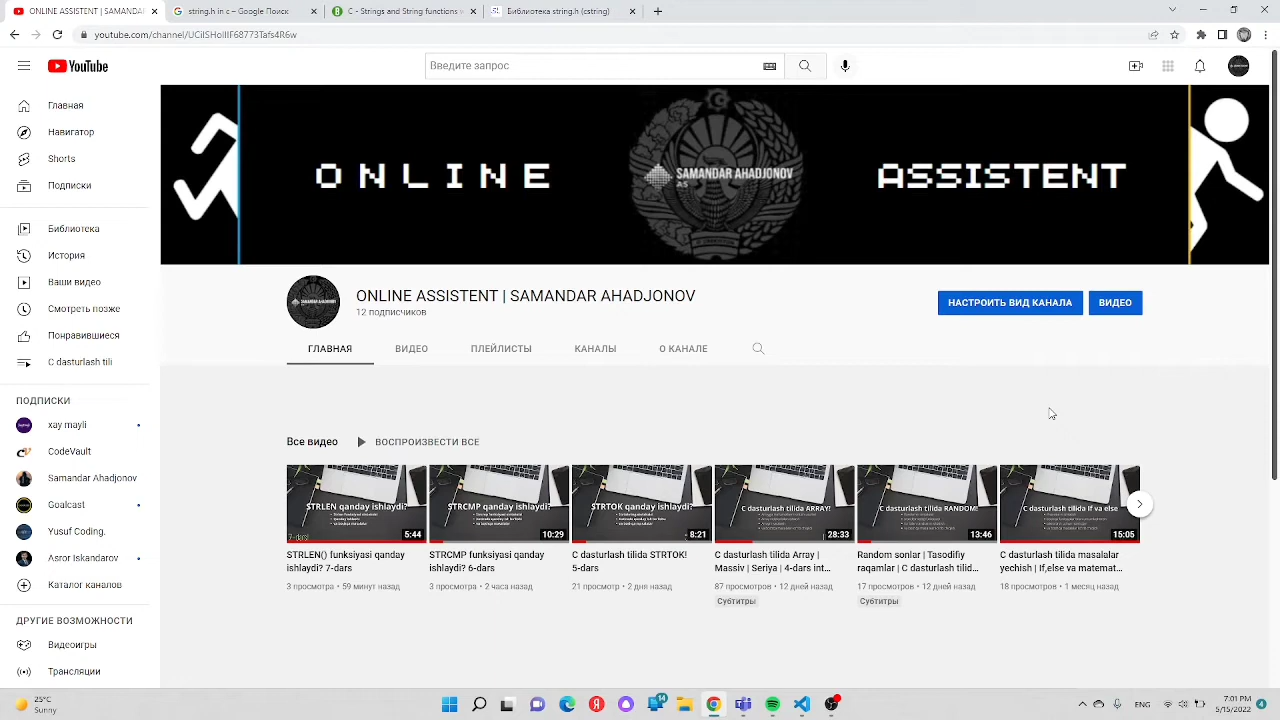 ONLINE ASSISTENT | SAMANDAR
string.h in c – Google Поиск
C - Strings and String functions w
Библиотека string.h (cstring)
youtube.com/channel/UCiISHoIIIF68773Tafs4R6w
YouTube
Введите запрос
Главная
Навигатор
Shorts
Подписки
Библиотека
История
Ваши видео
Смотреть позже
Понравившиеся
C dasturlash tili
ПОДПИСКИ
xay mayli
CodeVault
Samandar Ahadjonov
Goalcast
Yusuf Coding.
Asror Iskandarov
Каталог каналов
ДРУГИЕ ВОЗМОЖНОСТИ
Видеоигры
Трансляции
ONLINE
SAMANDAR AHADJONOV
AS
ASSISTENT
ONLINE ASSISTENT | SAMANDAR AHADJONOV
12 подписчиков
НАСТРОИТЬ ВИД КАНАЛА
ВИДЕО
ГЛАВНАЯ
ВИДЕО
ПЛЕЙЛИСТЫ
КАНАЛЫ
О КАНАЛЕ
Все видео
ВОСПРОИЗВЕСТИ ВСЕ
STRLEN qanday ishlaydi?
7-dars
5:44
STRLEN() funksiyasi qanday
ishlaydi? 7-dars
3 просмотра • 59 минут назад
STRCMP qanday ishlaydi?
10:29
STRCMP funksiyasi qanday
ishlaydi? 6-dars
3 просмотра • 2 часа назад
STRTOK qanday ishlaydi?
8:21
C dasturlash tilida STRTOK!
5-dars
21 просмотр • 2 дня назад
C dasturlash tilida ARRAY!
28:33
C dasturlash tilida Array |
Massiv | Seriya | 4-dars int...
87 просмотров • 12 дней назад
Субтитры
C dasturlash tilida RANDOM!
13:46
Random sonlar | Tasodifiy
raqamlar | C dasturlash tilid...
17 просмотров • 12 дней назад
Субтитры
C dasturlash tilida If va else
15:05
C dasturlash tilida masalalar
yechish | If,else va matemat...
18 просмотров • 1 месяц назад
25°C
Sunny
14
ENG
7:01 PM
5/15/2022
4